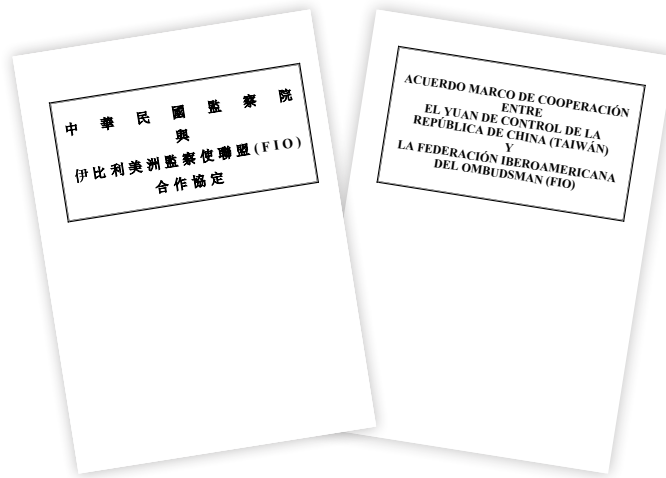 中華民國監察院
與
伊比利美洲監察使聯盟(FIO)
合作協定
ACUERDO MARCO DE COOPERACIÓN
ENTRE
EL YUAN DE CONTROL DE LA
REPÚBLICA DE CHINA (TAIWÁN)
Y
LA FEDERACIÓN IBEROAMERICANA
DEL OMBUDSMAN (FIO)